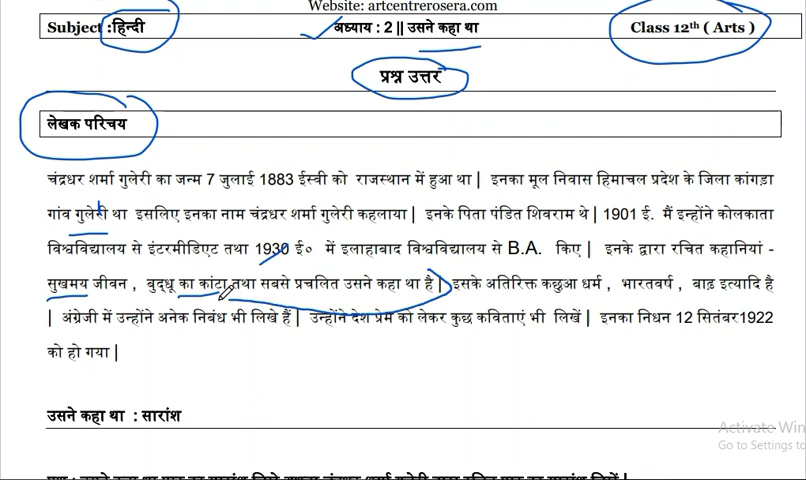 Website: artcentrerosera.com
Subject :हिन्दी अध्याय : 2 || उसने कहा था Class 12th ( Arts )
प्रश्न उत्तर
लेखक परिचय
चंद्रधर शर्मा गुलेरी का जन्म 7 जुलाई 1883 ईस्वी को राजस्थान में हुआ था | इनका मूल निवास हिमाचल प्रदेश के जिला कांगड़ा
गांव गुलेरी था इसलिए इनका नाम चंद्रधर शर्मा गुलेरी कहलाया | इनके पिता पंडित शिवराम थे | 1901 ई. मैं इन्होंने कोलकाता
विश्वविद्यालय से इंटरमीडिएट तथा 1930 ई० में इलाहाबाद विश्वविद्यालय से B.A. किए | इनके द्वारा रचित कहानियां -
सुखमय जीवन , बुद्धू का कांटा तथा सबसे प्रचलित उसने कहा था है | इसके अतिरिक्त कछुआ धर्म , भारतवर्ष , बाढ़ इत्यादि है
| अंग्रेजी में उन्होंने अनेक निबंध भी लिखे हैं | उन्होंने देश प्रेम को लेकर कुछ कविताएं भी लिखें | इनका निधन 12 सितंबर1922
को हो गया |
उसने कहा था : सारांश
Activate Win
Go to Settings to